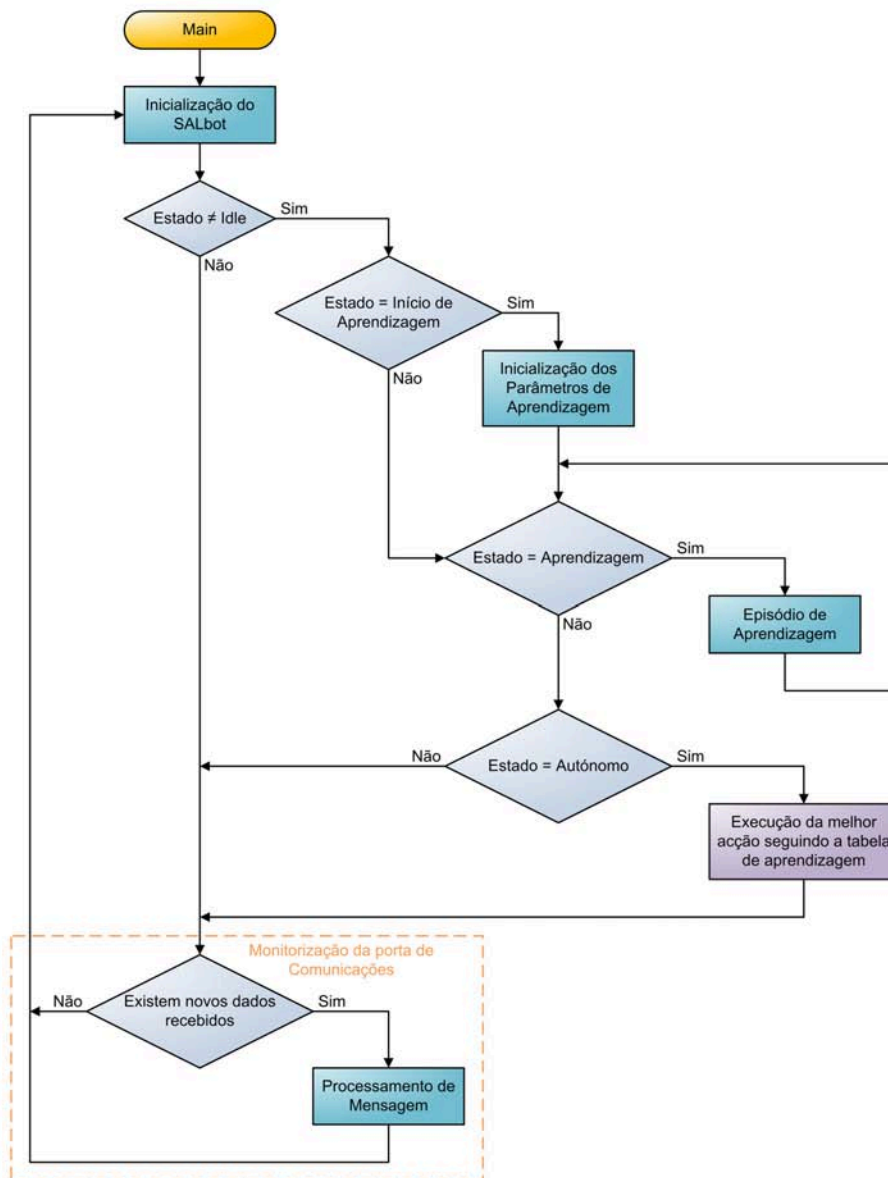 Main
Inicialização do
SALbot
Estado ≠ Idle
Sim
Não
Estado = Início de
Aprendizagem
Sim
Não
Inicialização dos
Parâmetros de
Aprendizagem
Estado = Aprendizagem
Sim
Não
Episódio de
Aprendizagem
Estado = Autónomo
Não
Sim
Execução da melhor
acção seguindo a tabela
de aprendizagem
Monitorização da porta de
Comunicações
Existem novos dados
recebidos
Não
Sim
Processamento de
Mensagem